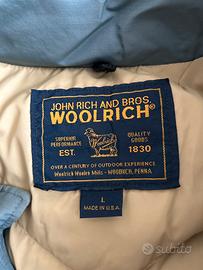 JOHN RICH AND BROS.
WOOLRICH®
SUPERIOR PERFORMANCE
QUALITY GOODS
Woolrich
EST. 1830
OVER A CENTURY OF OUTDOOR EXPERIENCE
Woolrich Woolen Mills - WOOLRICH, PENNA.
L
MADE IN U.S.A.
subito